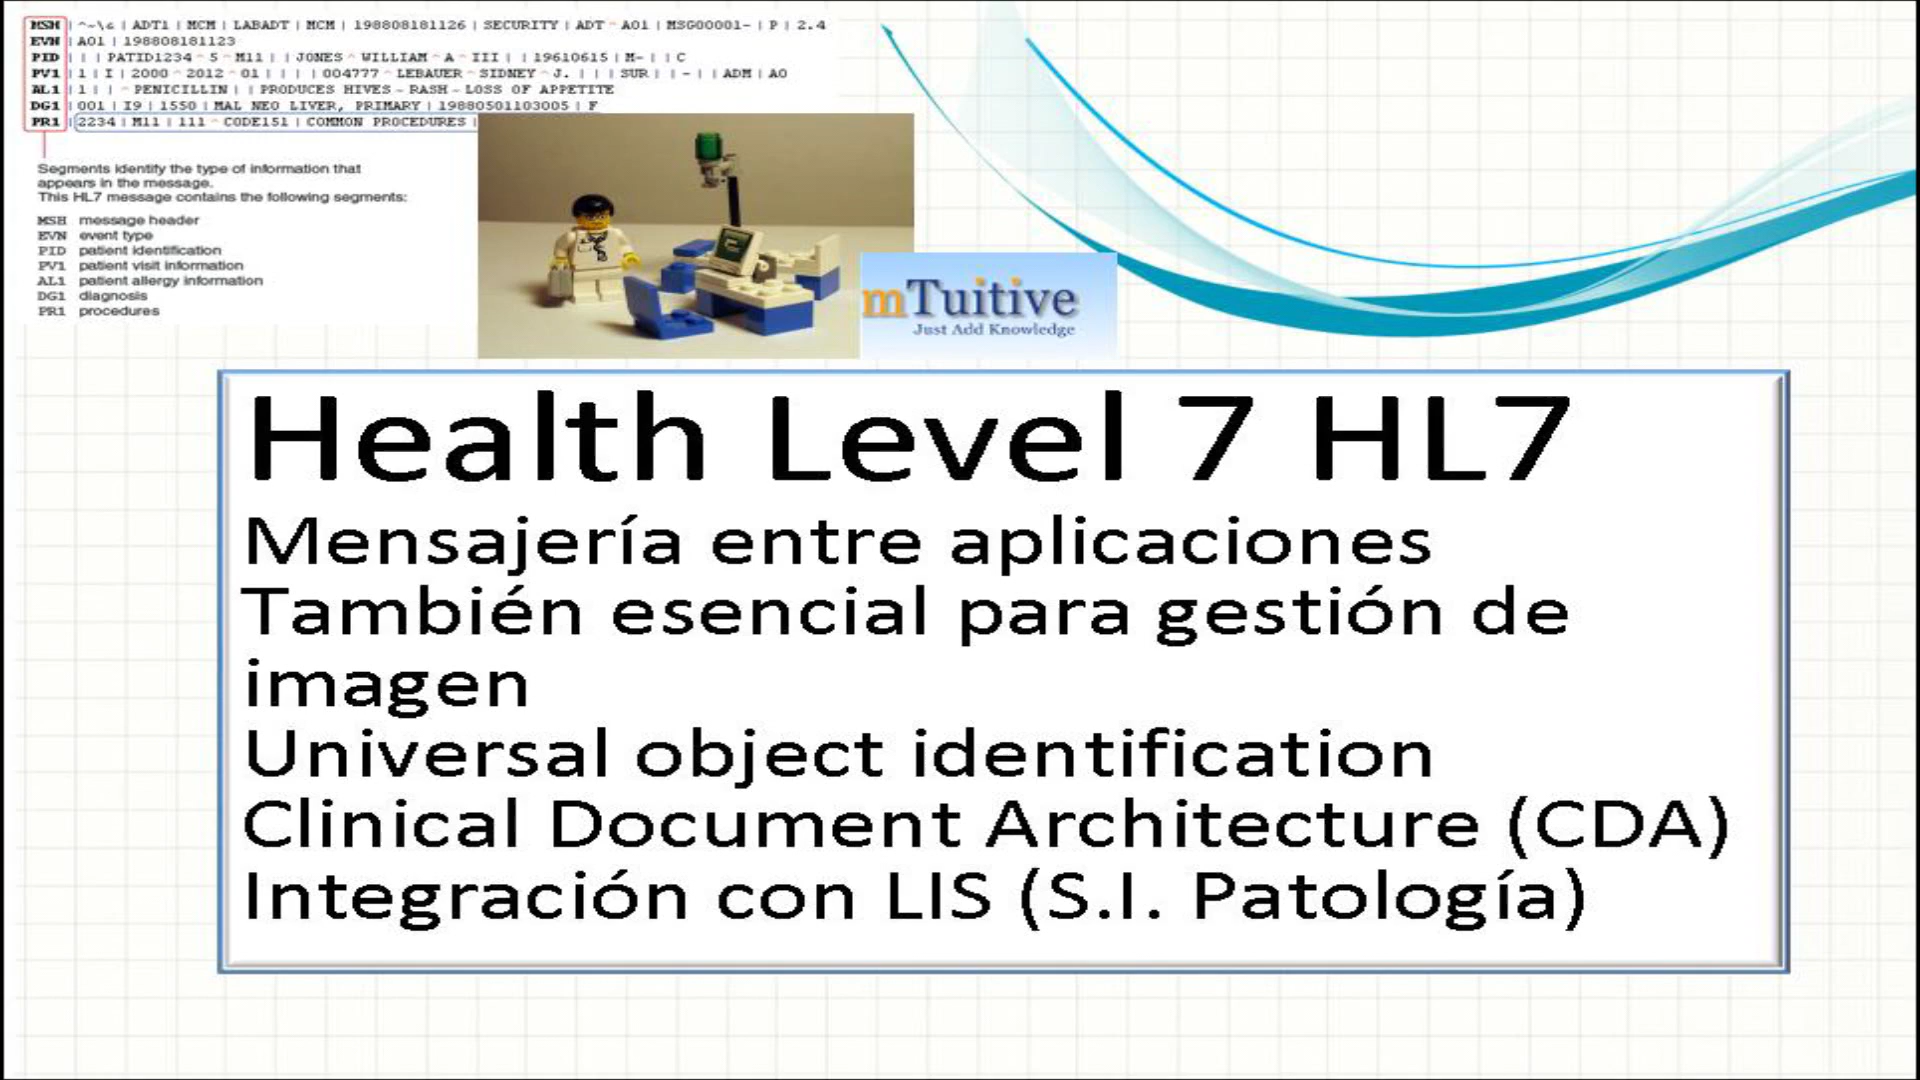 MSH | ^~\& | ADT1 | MCM | LABADT | MCM | 198808181126 | SECURITY | ADT ^ A01 | MSG00001- | P | 2.4
EVN | A01 | 198808181123
PID | | | PATID1234 ^ 5 ^ M11 | | JONES ^ WILLIAM ^ A ^ III | | 19610615 | M- | | C
PV1 | 1 | I | 2000 ^ 2012 ^ 01 | | | | 004777 ^ LEBAUER ^ SIDNEY ^ J. | | | SUR | | - | | ADM | A0
AL1 | 1 | | ^ PENICILLIN | | PRODUCES HIVES ~ RASH ~ LOSS OF APPETITE
DG1 | 001 | I9 | 1550 | MAL NEO LIVER, PRIMARY | 19880501103005 | F
PR1 | 2234 | M11 | 111 ^ CODE151 | COMMON PROCEDURES |
Segments identify the type of information that
appears in the message.
This HL7 message contains the following segments:
MSH message header
EVN event type
PID patient identification
PV1 patient visit information
AL1 patient allergy information
DG1 diagnosis
PR1 procedures
mTuitive
Just Add Knowledge
Health Level 7 HL7
Mensajería entre aplicaciones
También esencial para gestión de
imagen
Universal object identification
Clinical Document Architecture (CDA)
Integración con LIS (S.I. Patología)